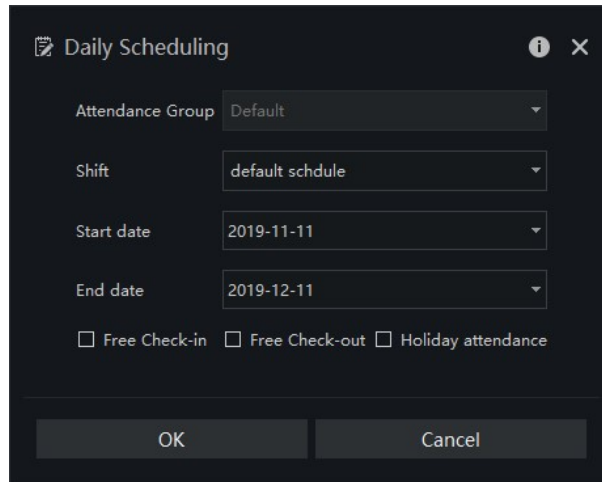 Daily Scheduling
Attendance Group Default
Shift default schdule
Start date 2019-11-11
End date 2019-12-11
Free Check-in Free Check-out Holiday attendance
OK Cancel